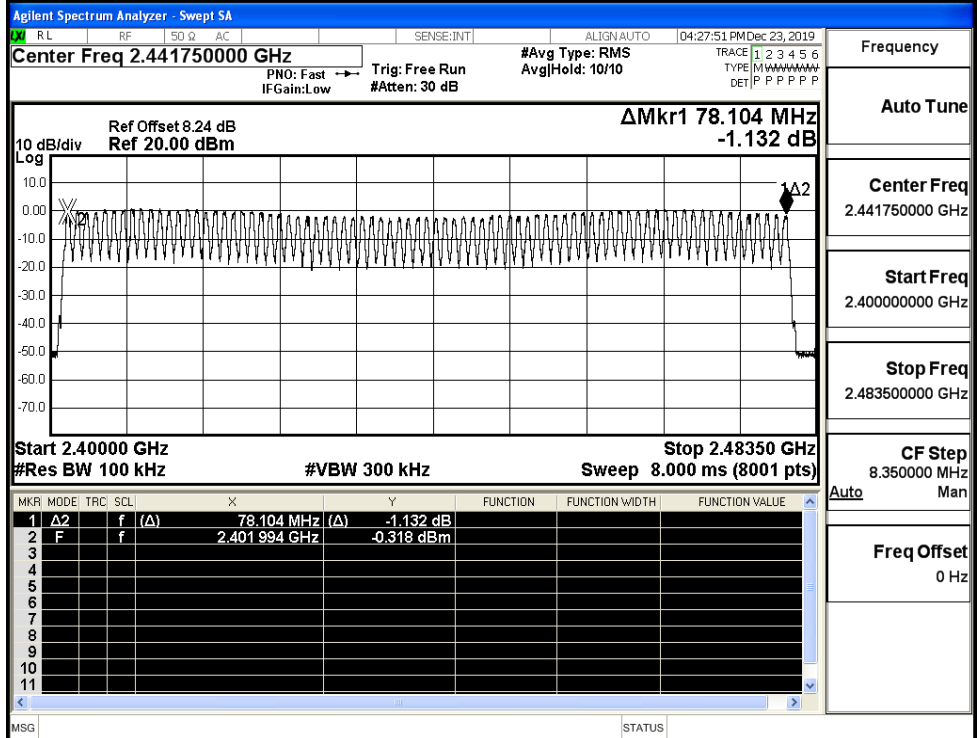 Agilent Spectrum Analyzer - Swept SA
LXI RL RF 50 Ω AC SENSE:INT ALIGN AUTO 04:27:51 PM Dec 23, 2019
Center Freq 2.441750000 GHz
PNO: Fast
IFGain:Low
Trig: Free Run
#Atten: 30 dB
#Avg Type: RMS
Avg|Hold: 10/10
TRACE 1 2 3 4 5 6
TYPE M WWWWW
DET P P P P P P
Ref Offset 8.24 dB
10 dB/div Ref 20.00 dBm
Log
ΔMkr1 78.104 MHz
-1.132 dB
10.0
0.00
-10.0
-20.0
-30.0
-40.0
-50.0
-60.0
-70.0
2
1Δ2
Start 2.40000 GHz Stop 2.48350 GHz
#Res BW 100 kHz #VBW 300 kHz Sweep 8.000 ms (8001 pts)
MKR MODE TRC SCL X Y FUNCTION FUNCTION WIDTH FUNCTION VALUE
1 Δ2 f (Δ) 78.104 MHz (Δ) -1.132 dB
2 F f 2.401 994 GHz -0.318 dBm
3
4
5
6
7
8
9
10
11
MSG STATUS
Frequency
Auto Tune
Center Freq
2.441750000 GHz
Start Freq
2.400000000 GHz
Stop Freq
2.483500000 GHz
CF Step
8.350000 MHz
Auto Man
Freq Offset
0 Hz